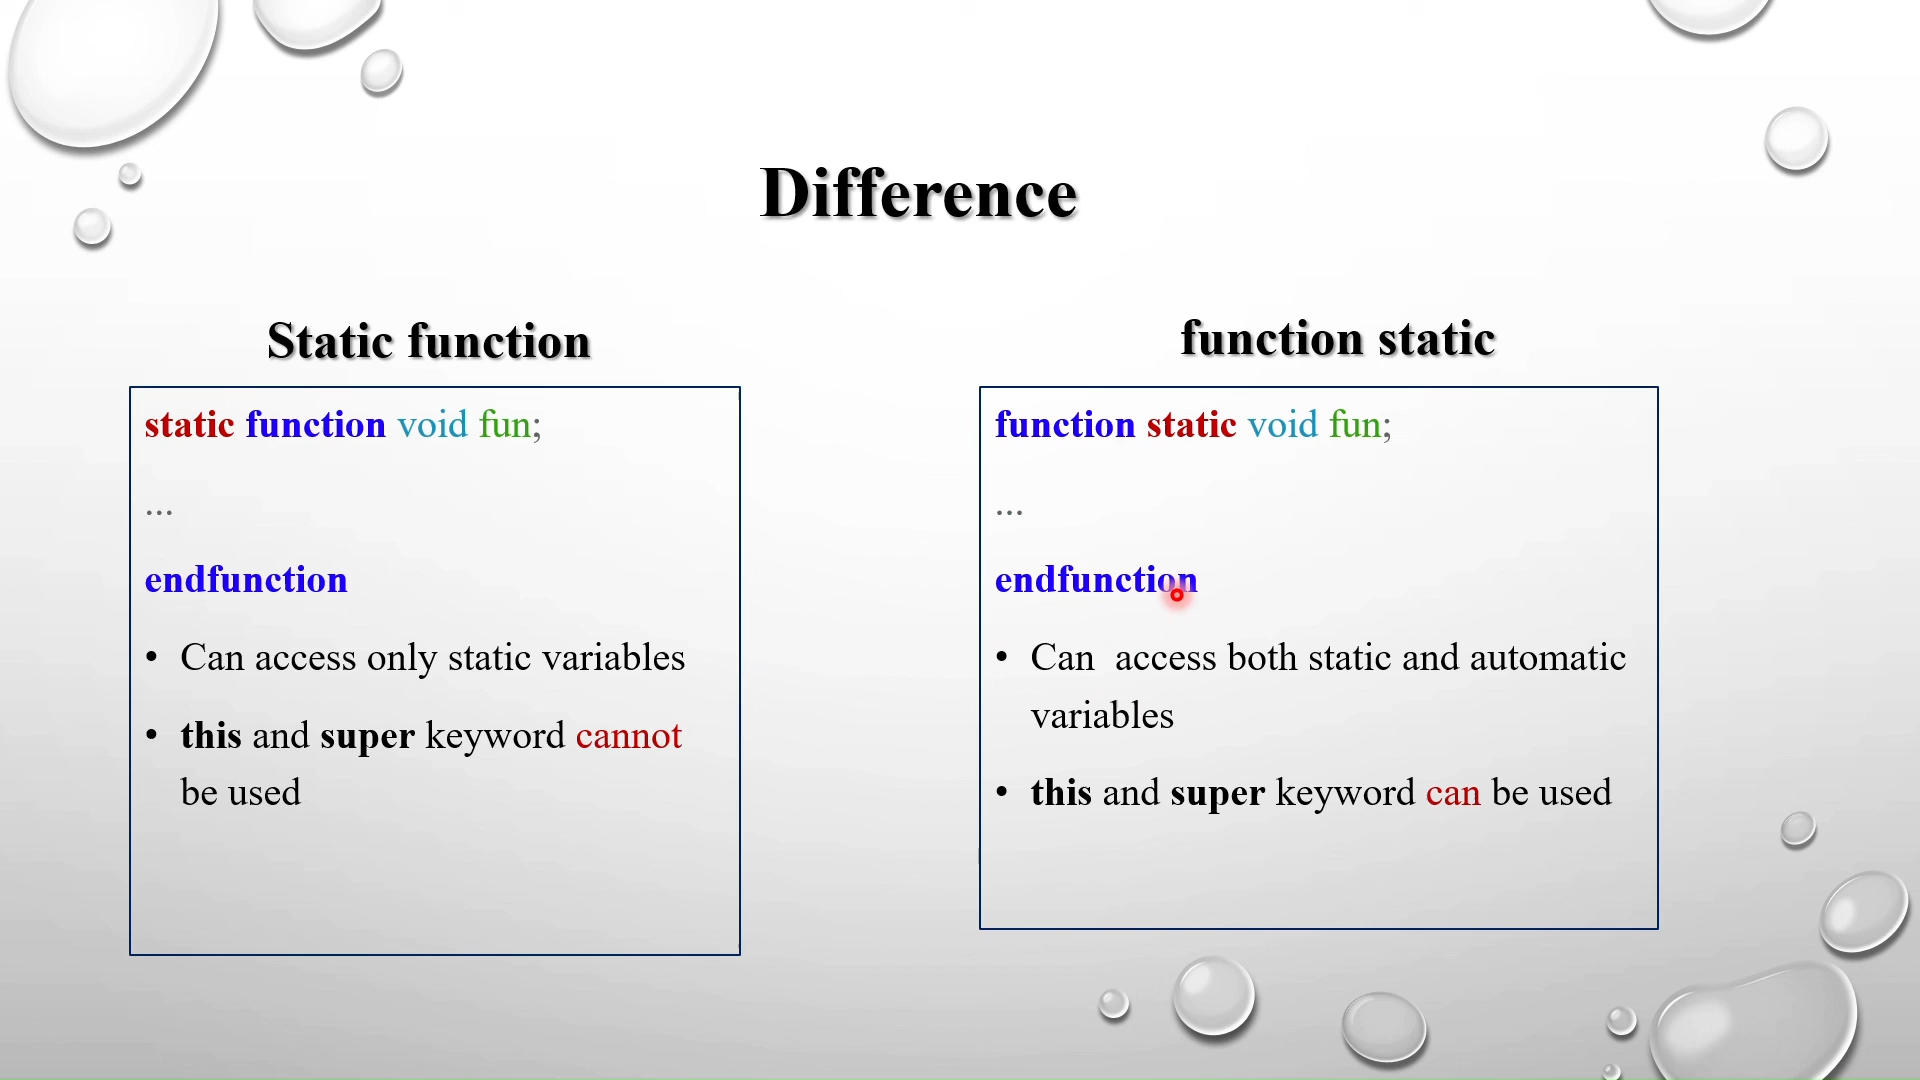 Difference
Static function
static function void fun;
...
endfunction
• Can access only static variables
• this and super keyword cannot
be used
function static
function static void fun;
...
endfunction
• Can  access both static and automatic
variables
• this and super keyword can be used